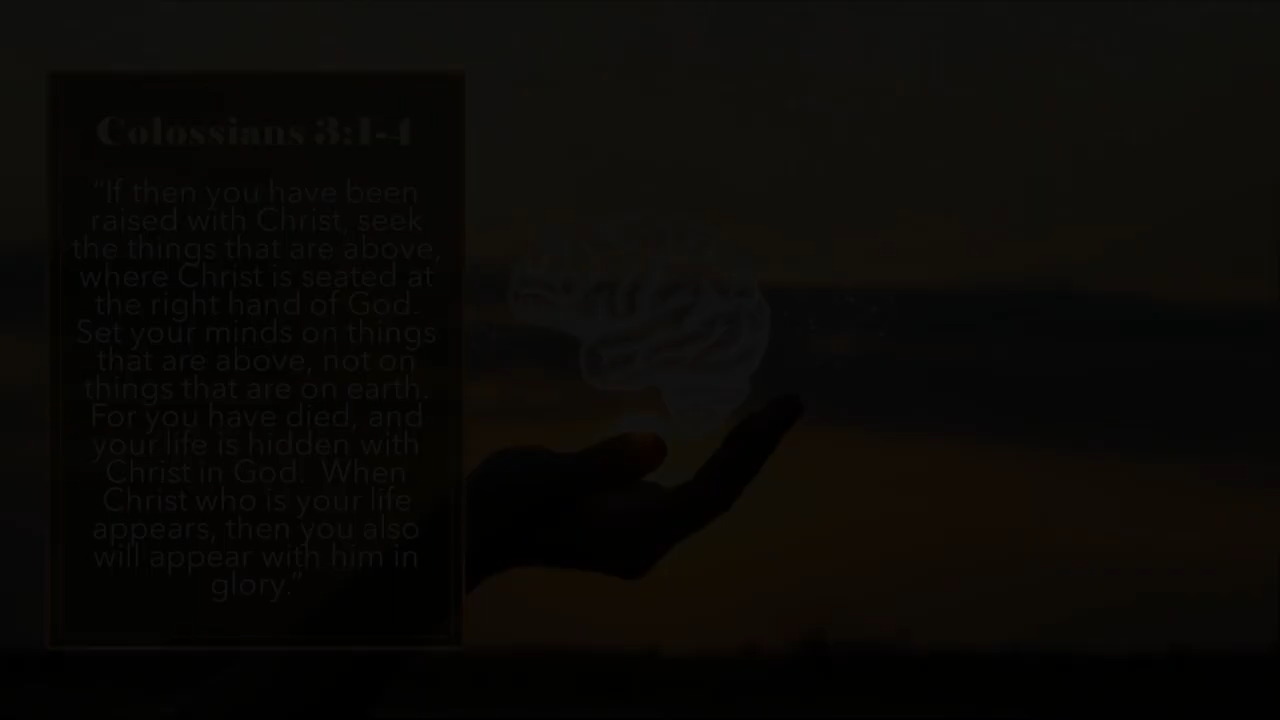 Colossians 3:1-4
“If then you have been
raised with Christ, seek
the things that are above,
where Christ is seated at
the right hand of God.
Set your minds on things
that are above, not on
things that are on earth.
For you have died, and
your life is hidden with
Christ in God.  When
Christ who is your life
appears, then you also
will appear with him in
glory.”